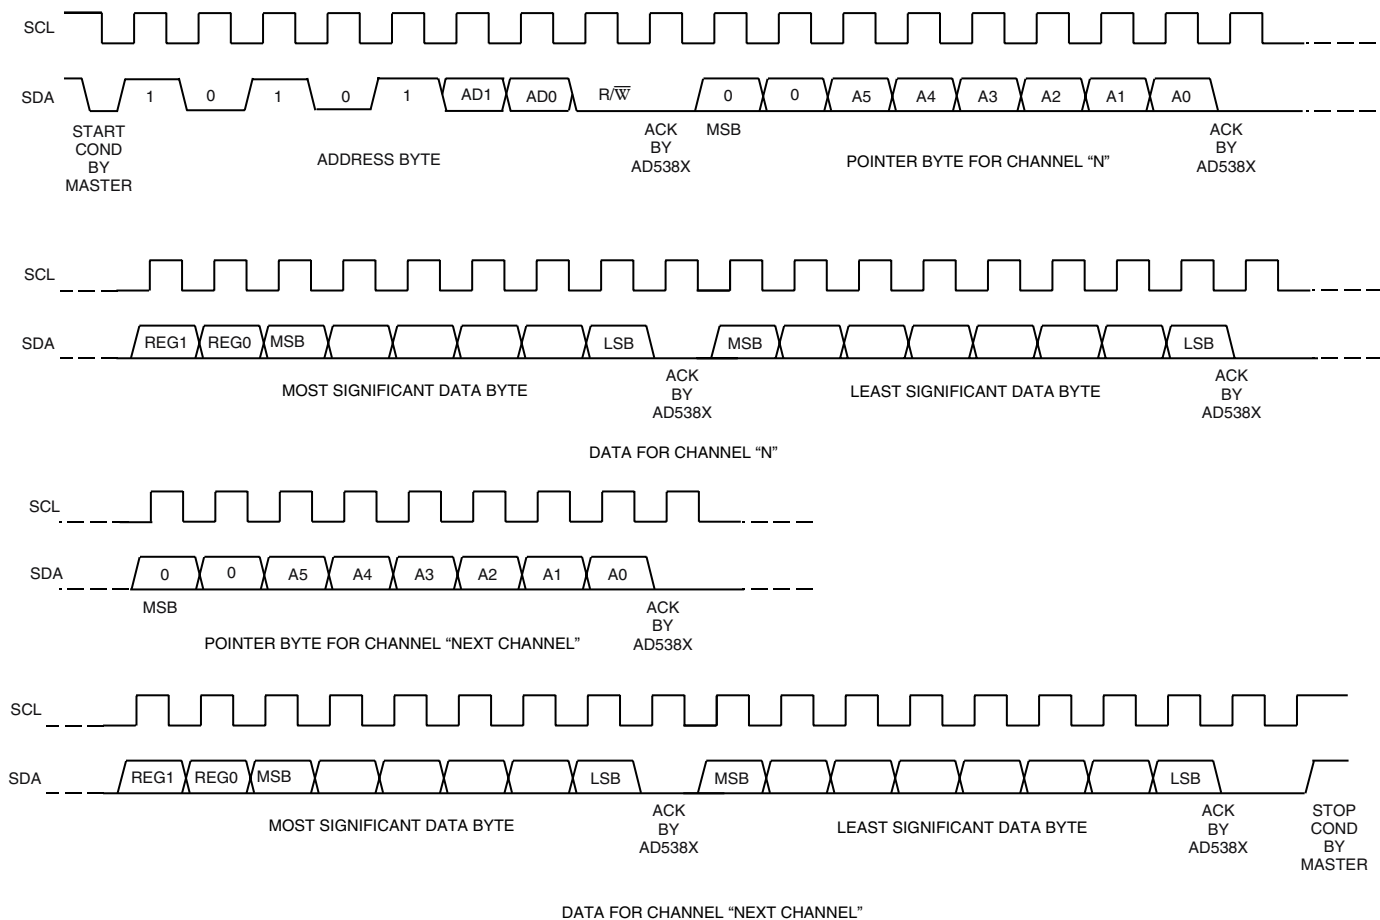 SCL
SDA 1 0 1 0 1 AD1 AD0 R/W̅ 0 0 A5 A4 A3 A2 A1 A0
START
COND
BY
MASTER
ADDRESS BYTE
ACK
BY
AD538X
MSB
POINTER BYTE FOR CHANNEL “N”
ACK
BY
AD538X
SCL
SDA REG1 REG0 MSB LSB MSB LSB
MOST SIGNIFICANT DATA BYTE
ACK
BY
AD538X
LEAST SIGNIFICANT DATA BYTE
ACK
BY
AD538X
DATA FOR CHANNEL “N”
SCL
SDA 0 0 A5 A4 A3 A2 A1 A0
MSB
POINTER BYTE FOR CHANNEL “NEXT CHANNEL”
ACK
BY
AD538X
SCL
SDA REG1 REG0 MSB LSB MSB LSB
MOST SIGNIFICANT DATA BYTE
ACK
BY
AD538X
LEAST SIGNIFICANT DATA BYTE
ACK
BY
AD538X
STOP
COND
BY
MASTER
DATA FOR CHANNEL “NEXT CHANNEL”